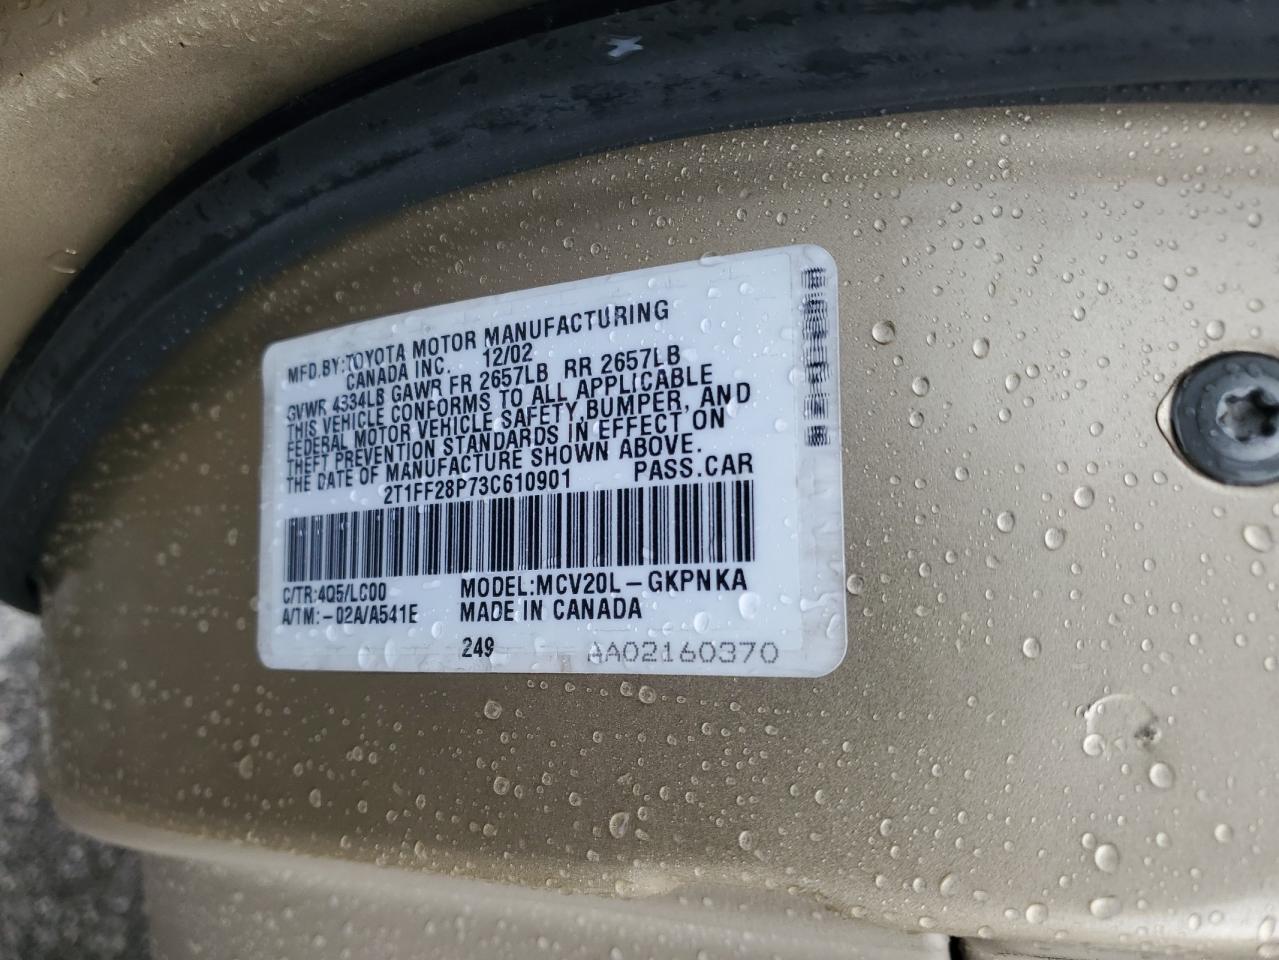 MFD.BY:TOYOTA MOTOR MANUFACTURING
CANADA INC. 12/02
GVWR 4334LB GAWR FR 2657LB RR 2657LB
THIS VEHICLE CONFORMS TO ALL APPLICABLE
FEDERAL MOTOR VEHICLE SAFETY,BUMPER,AND
THEFT PREVENTION STANDARDS IN EFFECT ON
THE DATE OF MANUFACTURE SHOWN ABOVE.
2T1FF28P73C610901 PASS.CAR
C/TR:4Q5/LC00 MODEL:MCV20L-GKPNKA
A/TM:-02A/A541E MADE IN CANADA
249 AA02160370